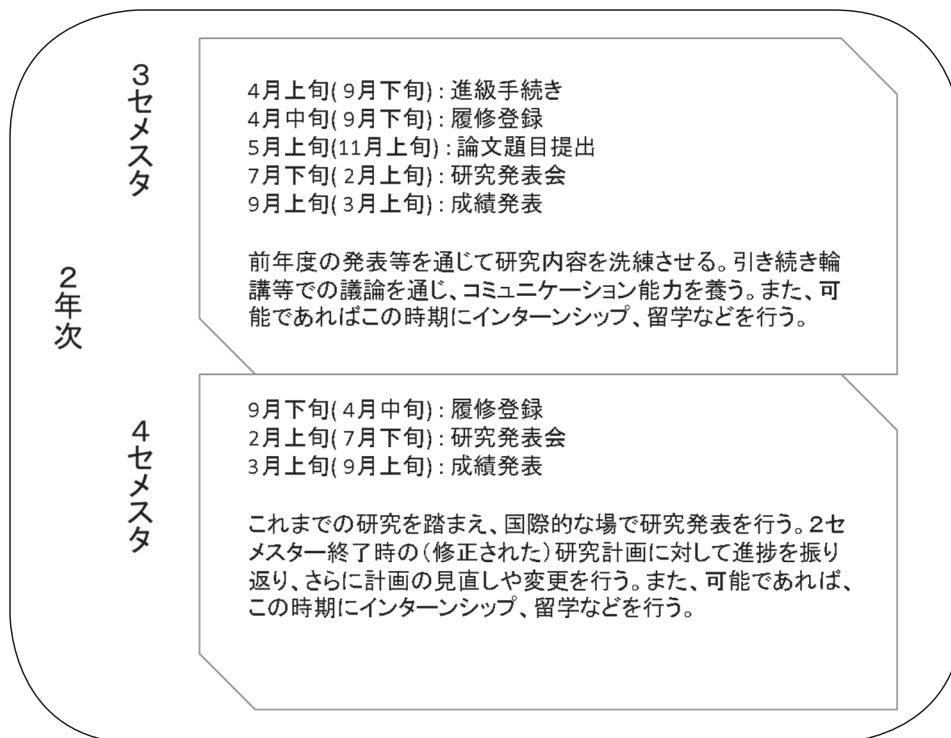 2年次
3セメスタ
4月上旬(9月下旬):進級手続き
4月中旬(9月下旬):履修登録
5月上旬(11月上旬):論文題目提出
7月下旬(2月上旬):研究発表会
9月上旬(3月上旬):成績発表
前年度の発表等を通じて研究内容を洗練させる。引き続き輪
講等での議論を通じ、コミュニケーション能力を養う。また、可
能であればこの時期にインターンシップ、留学などを行う。
4セメスタ
9月下旬(4月中旬):履修登録
2月上旬(7月下旬):研究発表会
3月上旬(9月上旬):成績発表
これまでの研究を踏まえ、国際的な場で研究発表を行う。2セ
メスター終了時の(修正された)研究計画に対して進捗を振り
返り、さらに計画の見直しや変更を行う。また、可能であれば、
この時期にインターンシップ、留学などを行う。